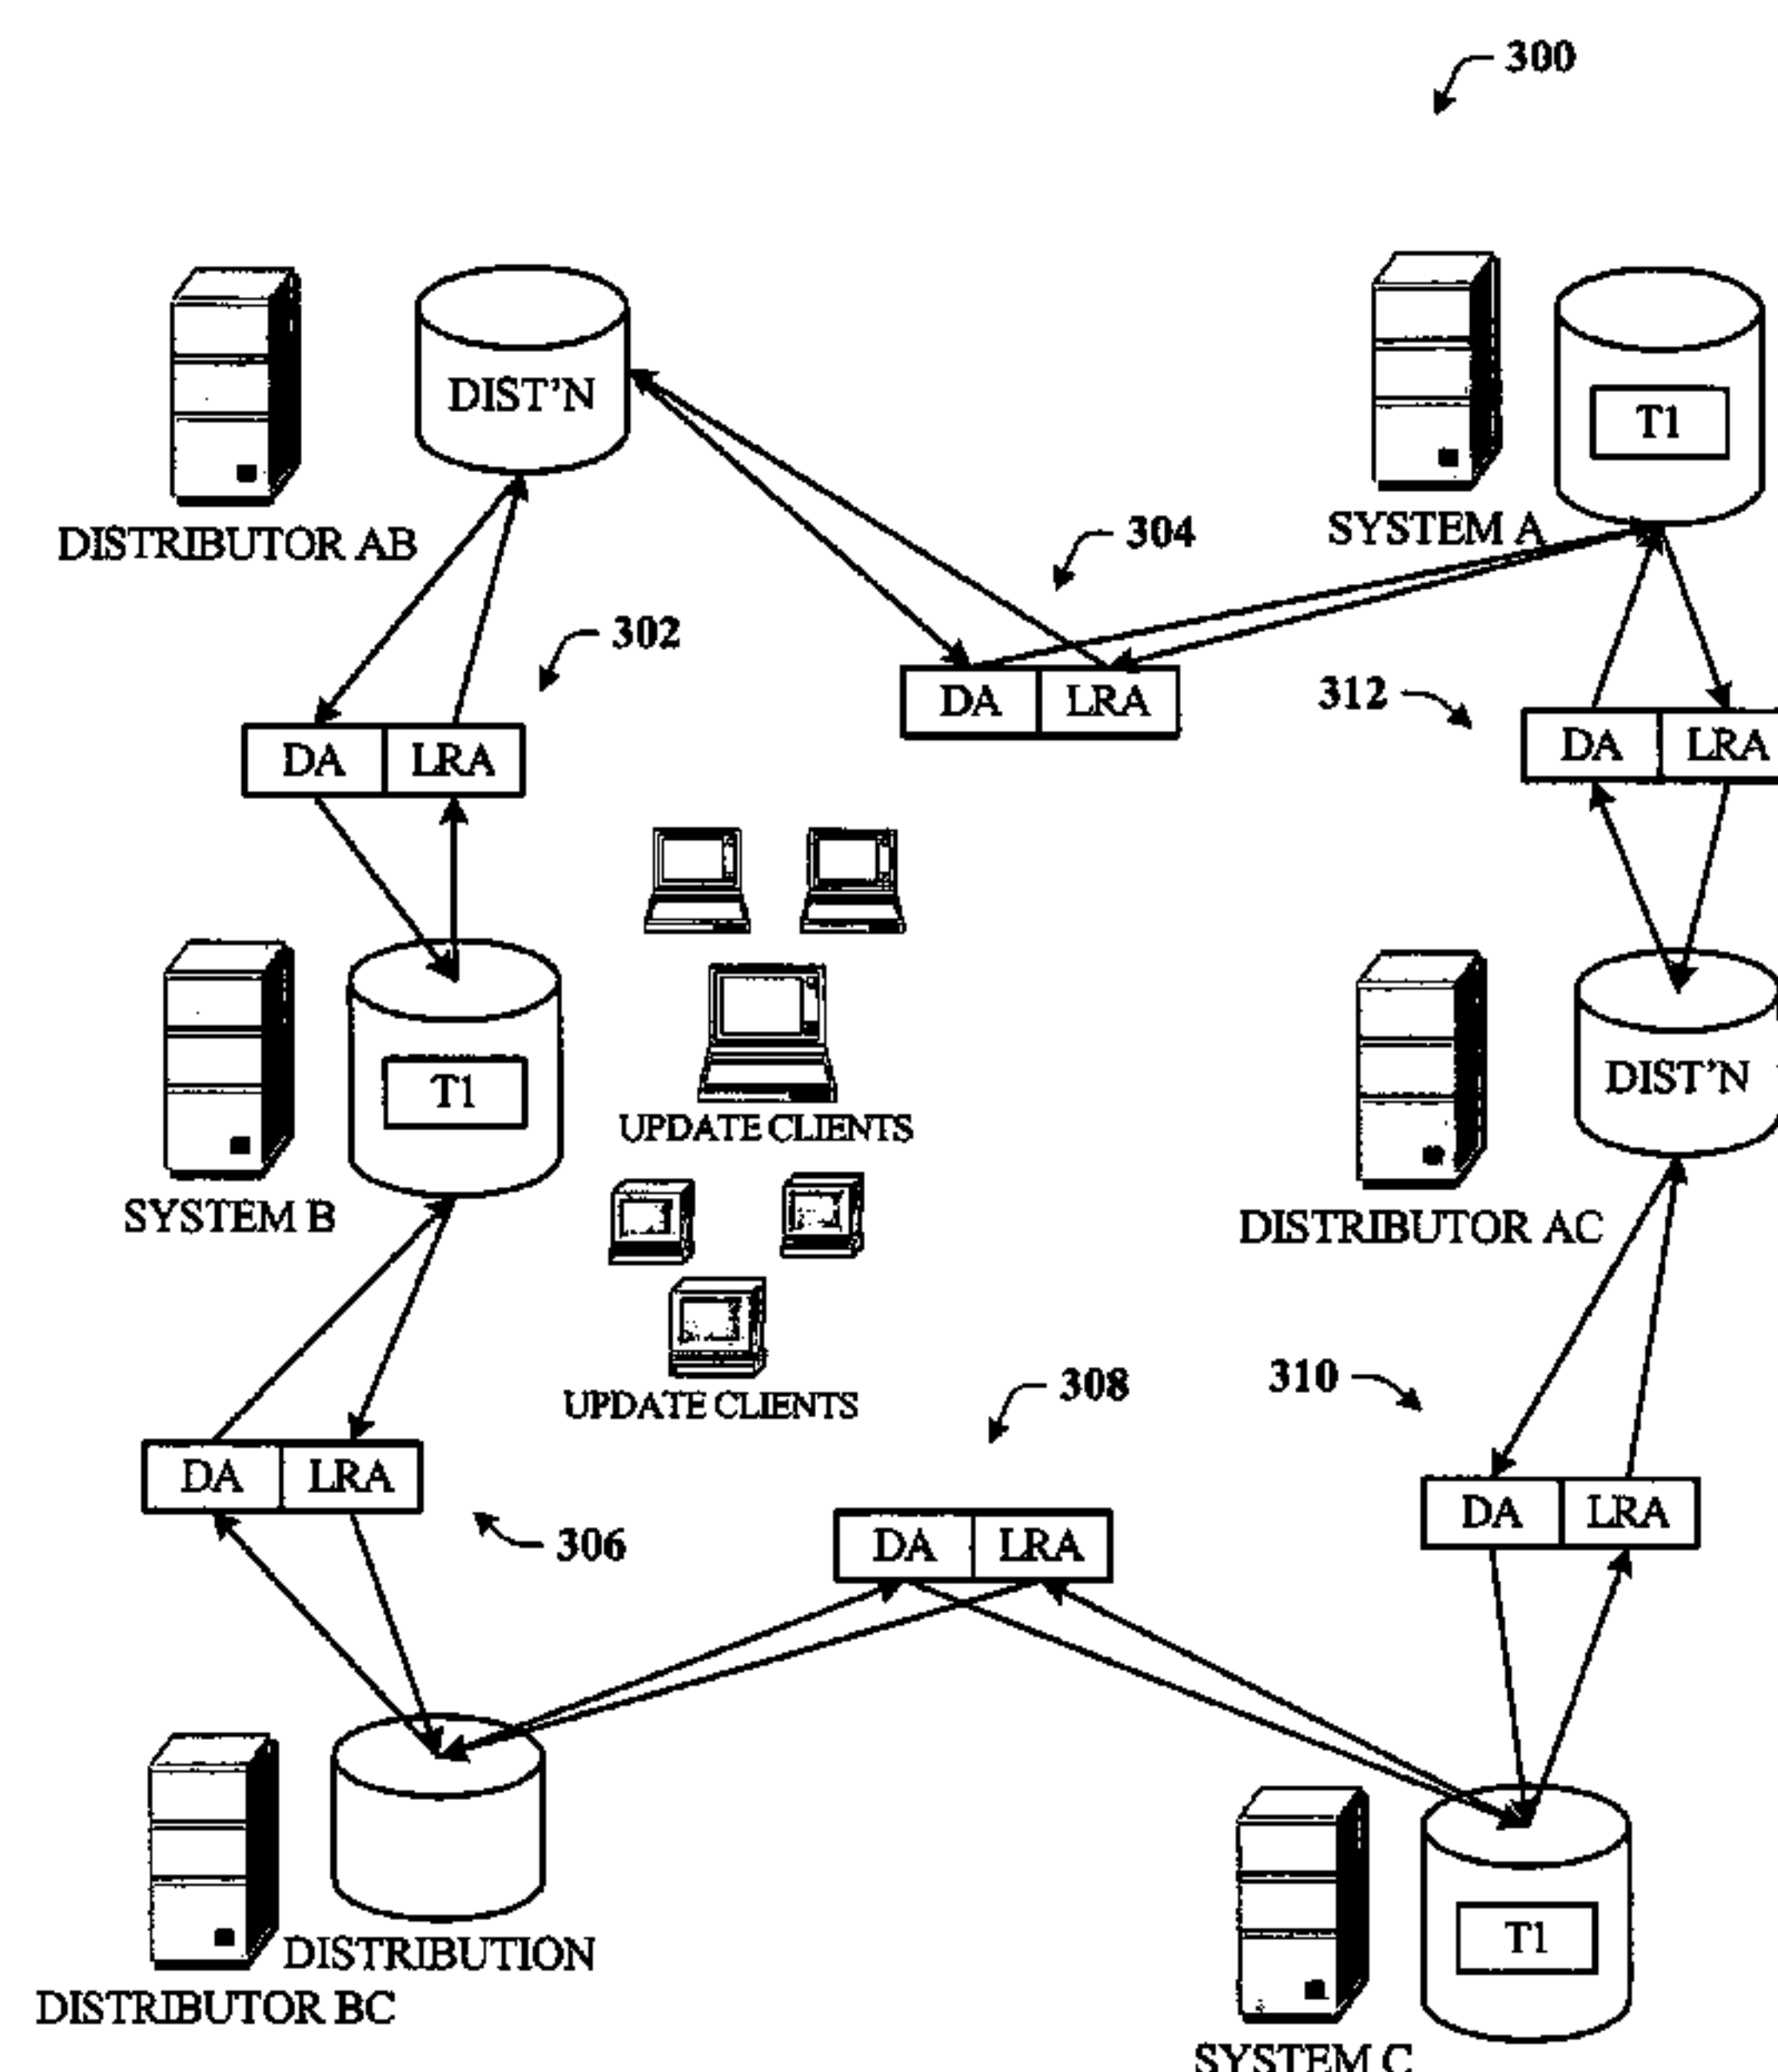 300
DIST'N
T1
DISTRIBUTOR AB
SYSTEM A
304
302
312
DA LRA
DA LRA
DA LRA
T1
UPDATE CLIENTS
DIST'N
SYSTEM B
DISTRIBUTOR AC
UPDATE CLIENTS
308
310
DA LRA
306
DA LRA
DA LRA
DISTRIBUTION
T1
DISTRIBUTOR BC
SYSTEM C